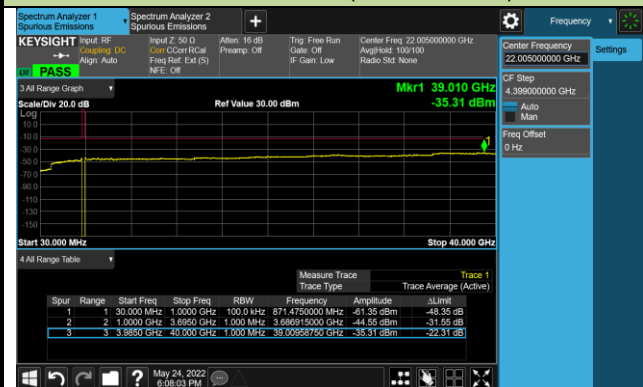 Spectrum Analyzer 1
Spurious Emissions
Spectrum Analyzer 2
Spurious Emissions
+
Frequency
KEYSIGHT
Input: RF
Coupling: DC
Align: Auto
Input Z: 50 Ω
Corr CCorr RCal
Freq Ref: Ext (S)
NFE: Off
Atten: 16 dB
Preamp: Off
Trig: Free Run
Gate: Off
IF Gain: Low
Center Freq: 22.005000000 GHz
Avg|Hold: 100/100
Radio Std: None
PASS
Center Frequency
22.005000000 GHz
Settings
CF Step
4.399000000 GHz
Auto
Man
Freq Offset
0 Hz
3 All Range Graph
Mkr1 39.010 GHz
-35.31 dBm
Scale/Div 20.0 dB
Ref Value 30.00 dBm
Log
10.0
-10.0
-30.0
-50.0
-70.0
-90.0
-110
-130
-150
1
Start 30.000 MHz
Stop 40.000 GHz
4 All Range Table
Measure Trace Trace 1
Trace Type Trace Average (Active)
Spur Range Start Freq Stop Freq RBW Frequency Amplitude ΔLimit
1 1 30.000 MHz 1.0000 GHz 100.0 kHz 871.4750000 MHz -61.35 dBm -48.35 dB
2 2 1.0000 GHz 3.6950 GHz 1.000 MHz 3.686915000 GHz -44.55 dBm -31.55 dB
3 3 3.9850 GHz 40.000 GHz 1.000 MHz 39.00958750 GHz -35.31 dBm -22.31 dB
May 24, 2022
6:08:03 PM